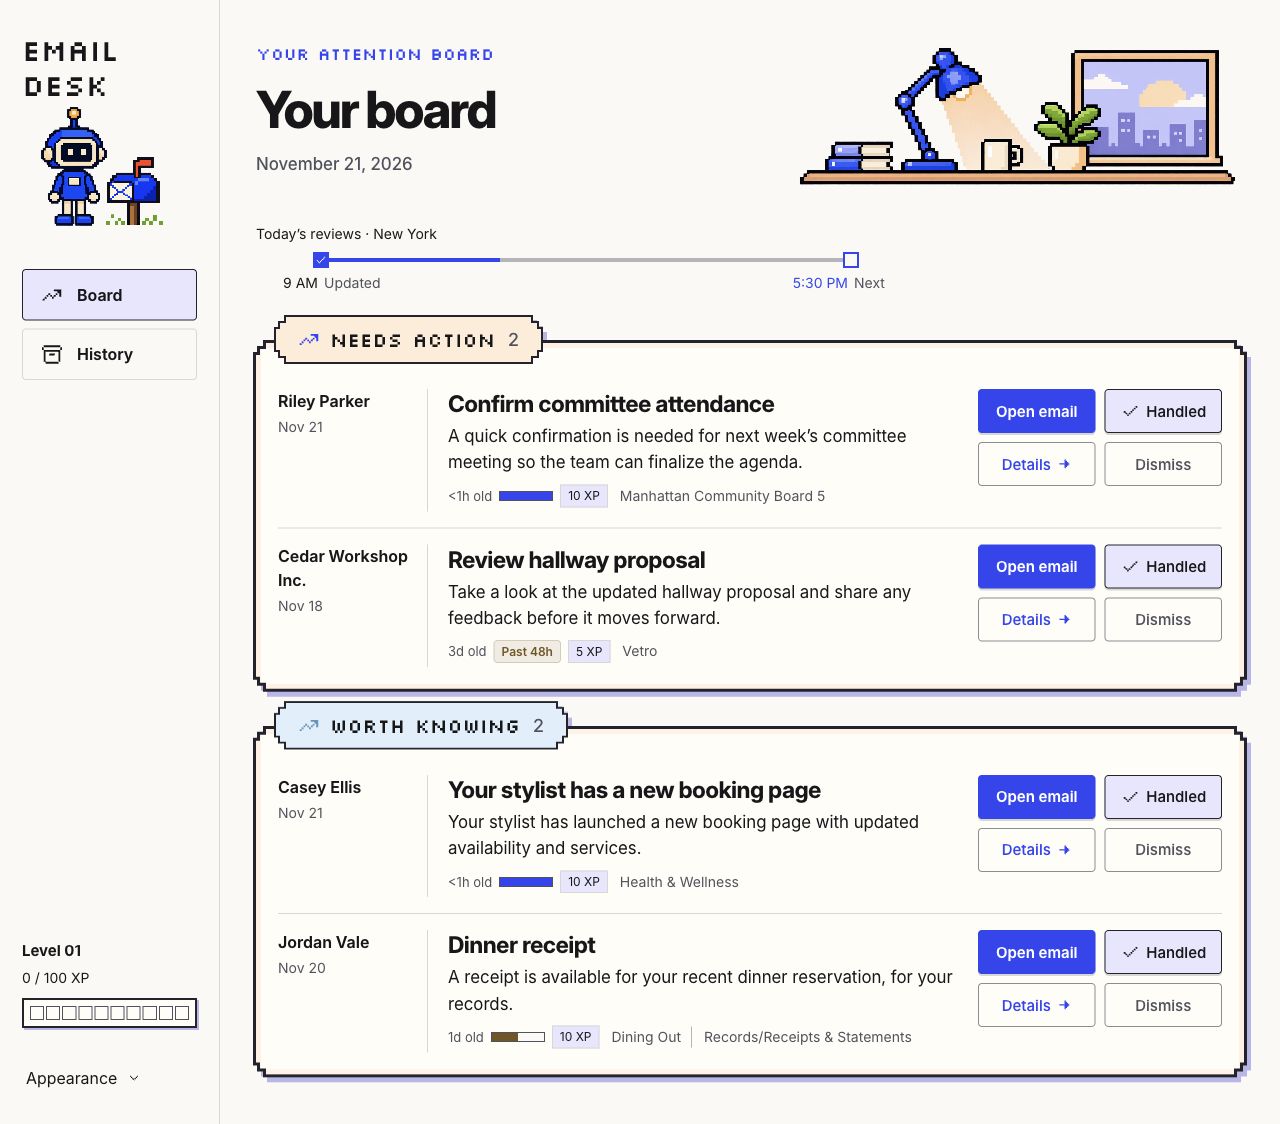 EMAIL
DESK
Board
History
Level 01
0 / 100 XP
Appearance
YOUR ATTENTION BOARD
Your board
November 21, 2026
Today’s reviews · New York
9 AM Updated
5:30 PM Next
NEEDS ACTION 2
Riley Parker
Nov 21
Confirm committee attendance
A quick confirmation is needed for next week’s committee
meeting so the team can finalize the agenda.
<1h old 10 XP Manhattan Community Board 5
Open email Handled
Details Dismiss
Cedar Workshop
Inc.
Nov 18
Review hallway proposal
Take a look at the updated hallway proposal and share any
feedback before it moves forward.
3d old Past 48h 5 XP Vetro
Open email Handled
Details Dismiss
WORTH KNOWING 2
Casey Ellis
Nov 21
Your stylist has a new booking page
Your stylist has launched a new booking page with updated
availability and services.
<1h old 10 XP Health & Wellness
Open email Handled
Details Dismiss
Jordan Vale
Nov 20
Dinner receipt
A receipt is available for your recent dinner reservation, for your
records.
1d old 10 XP Dining Out Records/Receipts & Statements
Open email Handled
Details Dismiss